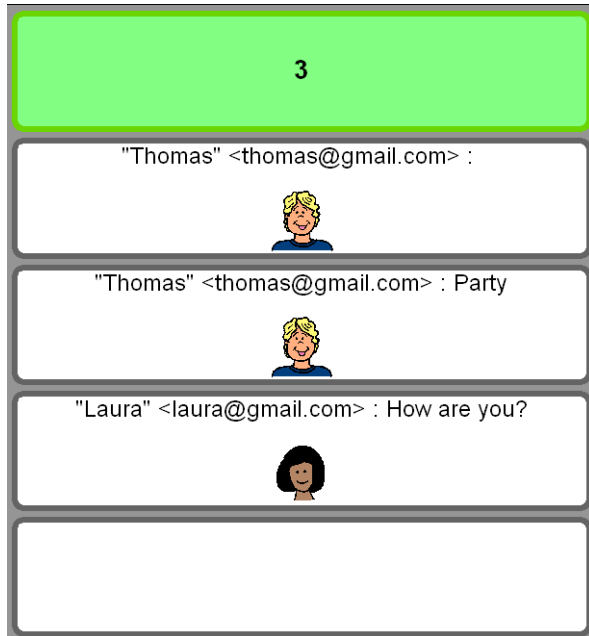 3
"Thomas" <thomas@gmail.com> :
"Thomas" <thomas@gmail.com> : Party
"Laura" <laura@gmail.com> : How are you?